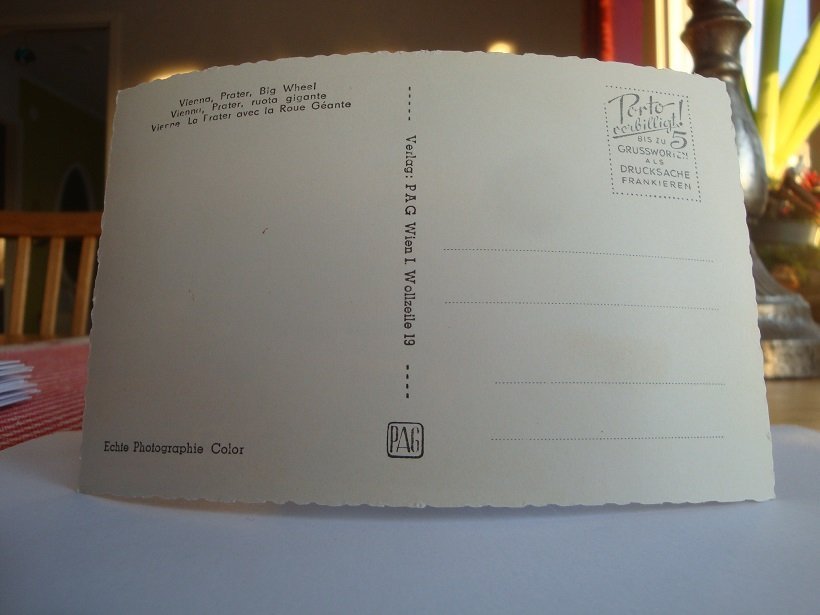 Vienna, Prater, Big Wheel
Vienna, Prater, ruota gigante
Vienne La Prater avec la Roue Géante
Verlag: PAG Wien I. Wollzeile 19
Porto
verbilligt!
BIS ZU 5
GRUSSWORTEN
ALS
DRUCKSACHE
FRANKIEREN
Echte Photographie Color
PAG